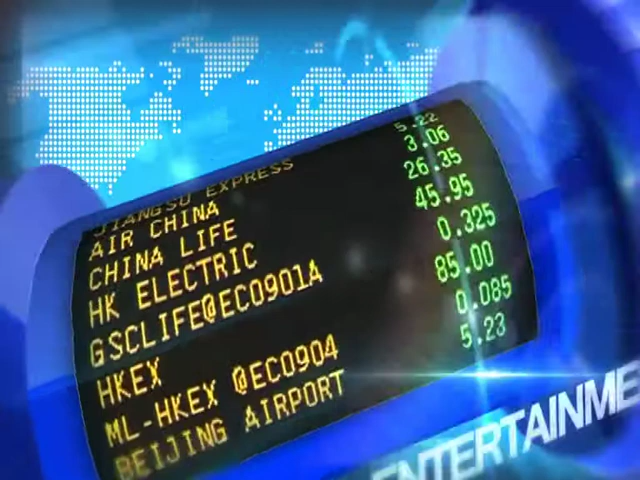 JIANGSU EXPRESS 5.22
AIR CHINA 3.06
CHINA LIFE 26.35
HK ELECTRIC 45.95
GSCLIFE@EC0901A 0.325
HKEX 85.00
ML-HKEX @EC0904 0.085
BEIJING AIRPORT 5.23
ENTERTAINME